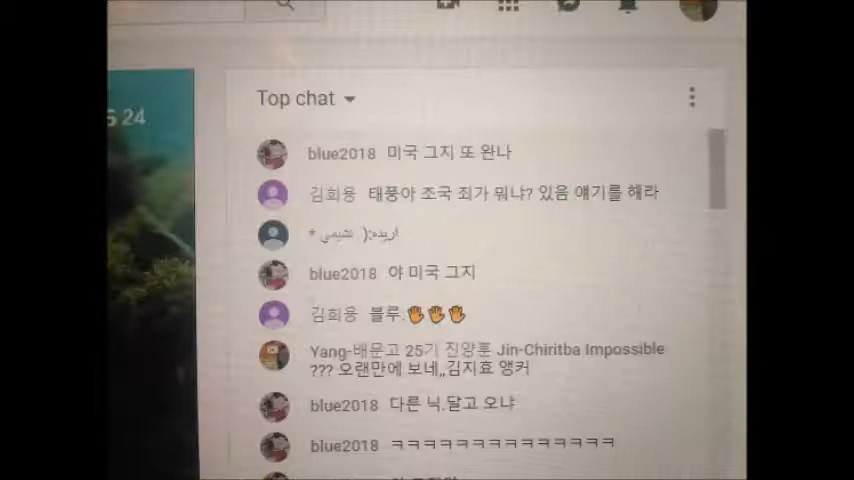 24
Top chat
blue2018 미국 그지 또 완나
김희용 태풍아 조국 죄가 뭐냐? 있음 얘기를 해라
blue2018 야 미국 그지
김희용 블루.🖐🖐🖐
Yang-배문고 25기 진양훈 Jin-Chiritba Impossible
??? 오랜만에 보네,,김지효 앵커
blue2018 다른 닉.달고 오냐
blue2018 ㅋㅋㅋㅋㅋㅋㅋㅋㅋㅋㅋㅋㅋㅋ